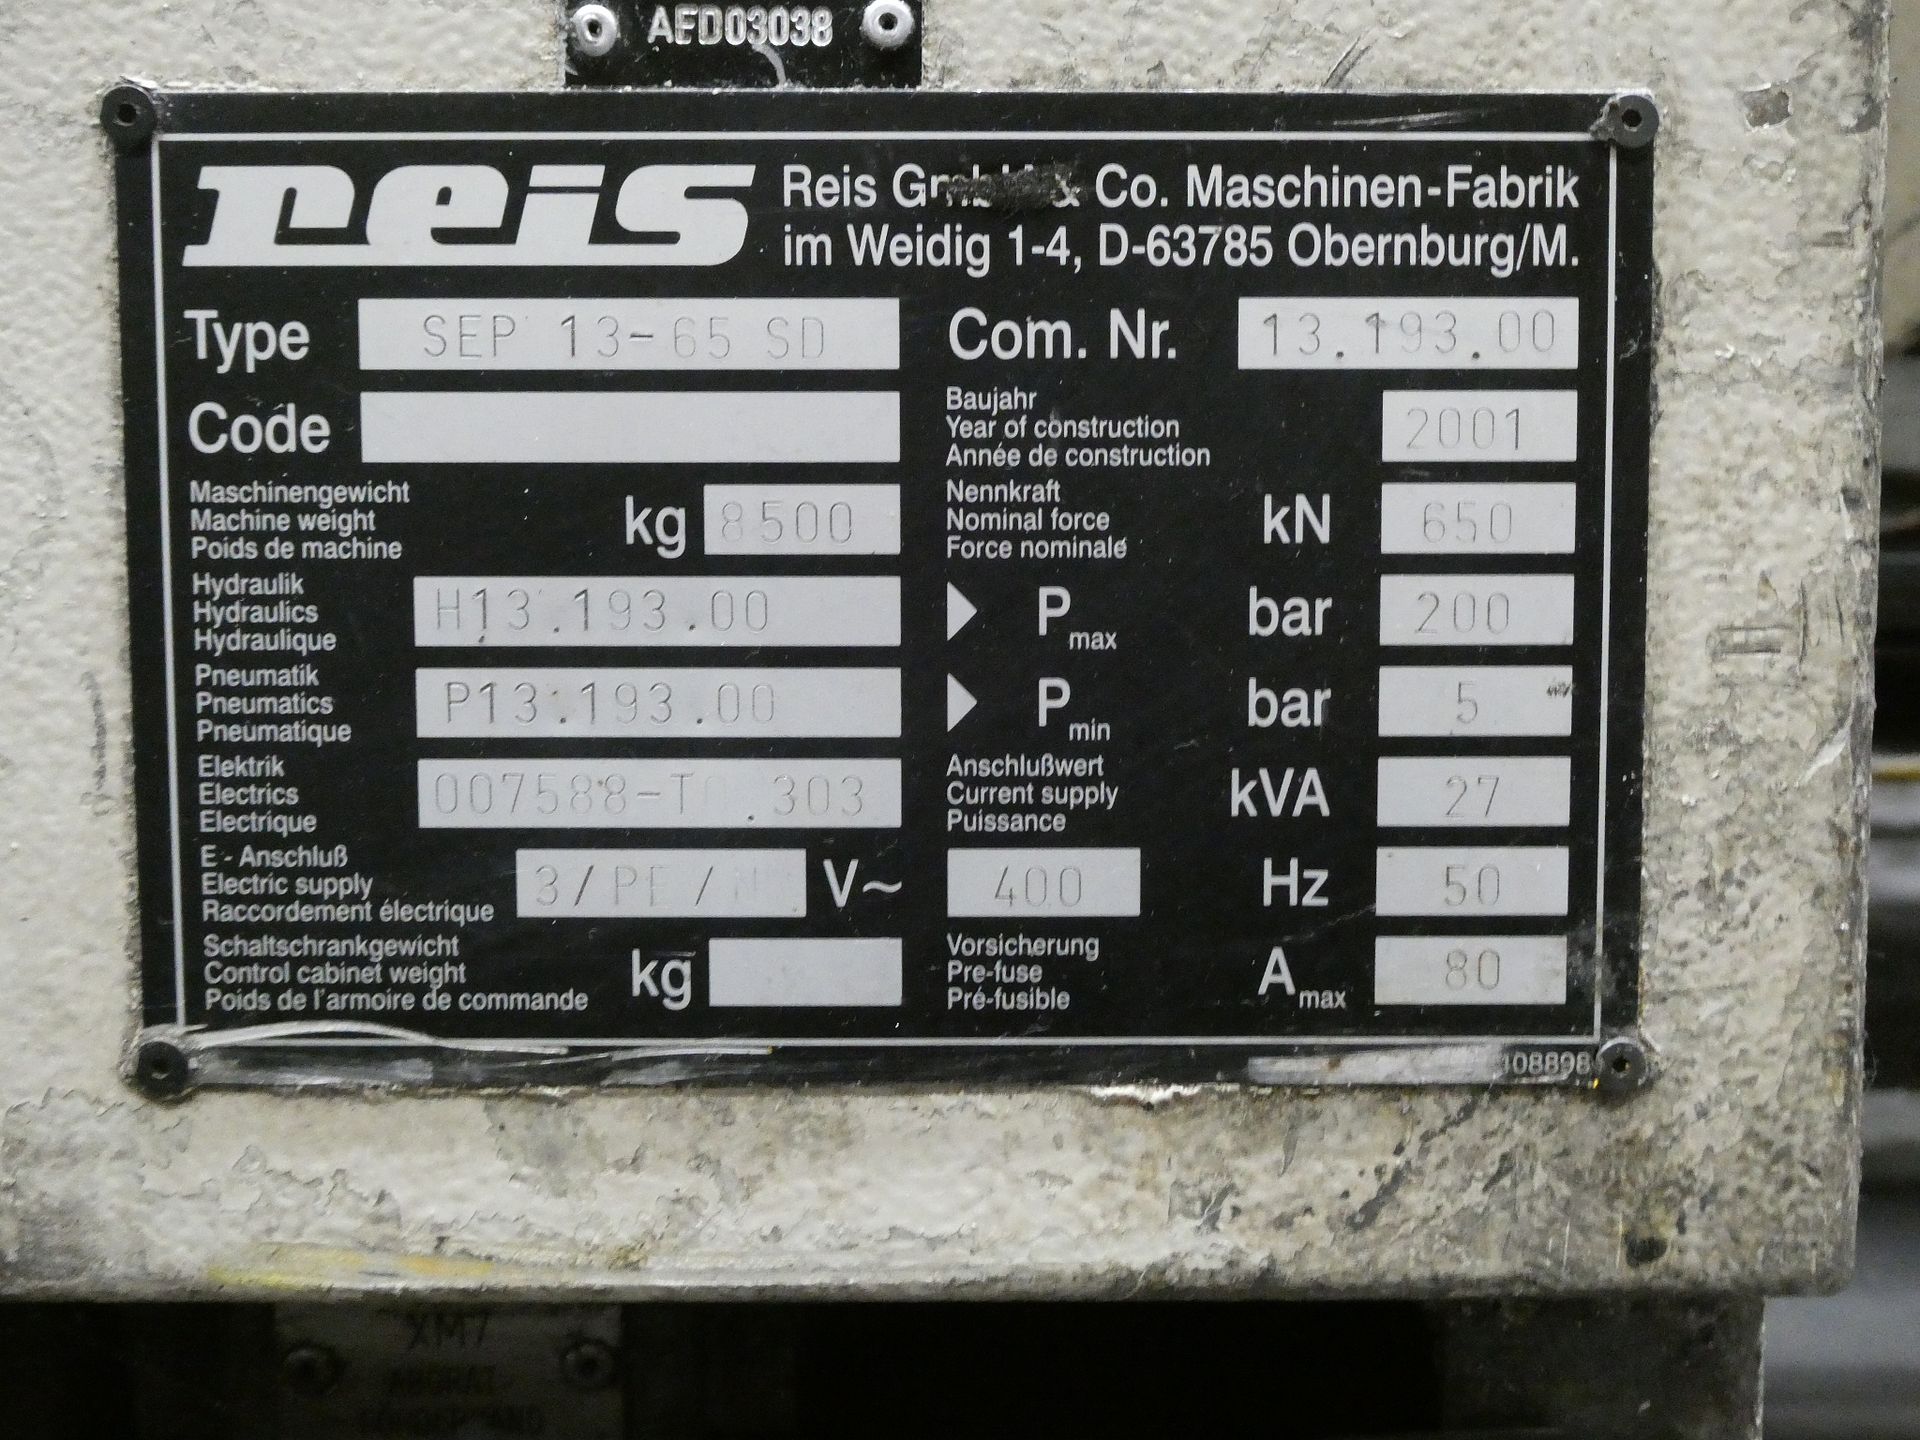 AED03038
reis
Reis GmbH & Co. Maschinen-Fabrik
im Weidig 1-4, D-63785 Obernburg/M.
Type SEP 13-65 SD
Com. Nr. 13.193.00
Code
Baujahr
Year of construction 2001
Année de construction
Maschinengewicht
Machine weight kg 8500
Poids de machine
Nennkraft
Nominal force kN 650
Force nominale
Hydraulik
Hydraulics H13.193.00
Hydraulique
P max bar 200
Pneumatik
Pneumatics P13.193.00
Pneumatique
P min bar 5
Elektrik
Electrics 007588-T .303
Electrique
Anschlußwert
Current supply kVA 27
Puissance
E - Anschluß
Electric supply 3/PE/N V~ 400 Hz 50
Raccordement électrique
Schaltschrankgewicht
Control cabinet weight kg
Poids de l'armoire de commande
Vorsicherung
Pre-fuse A max 80
Pré-fusible
108898
XM7